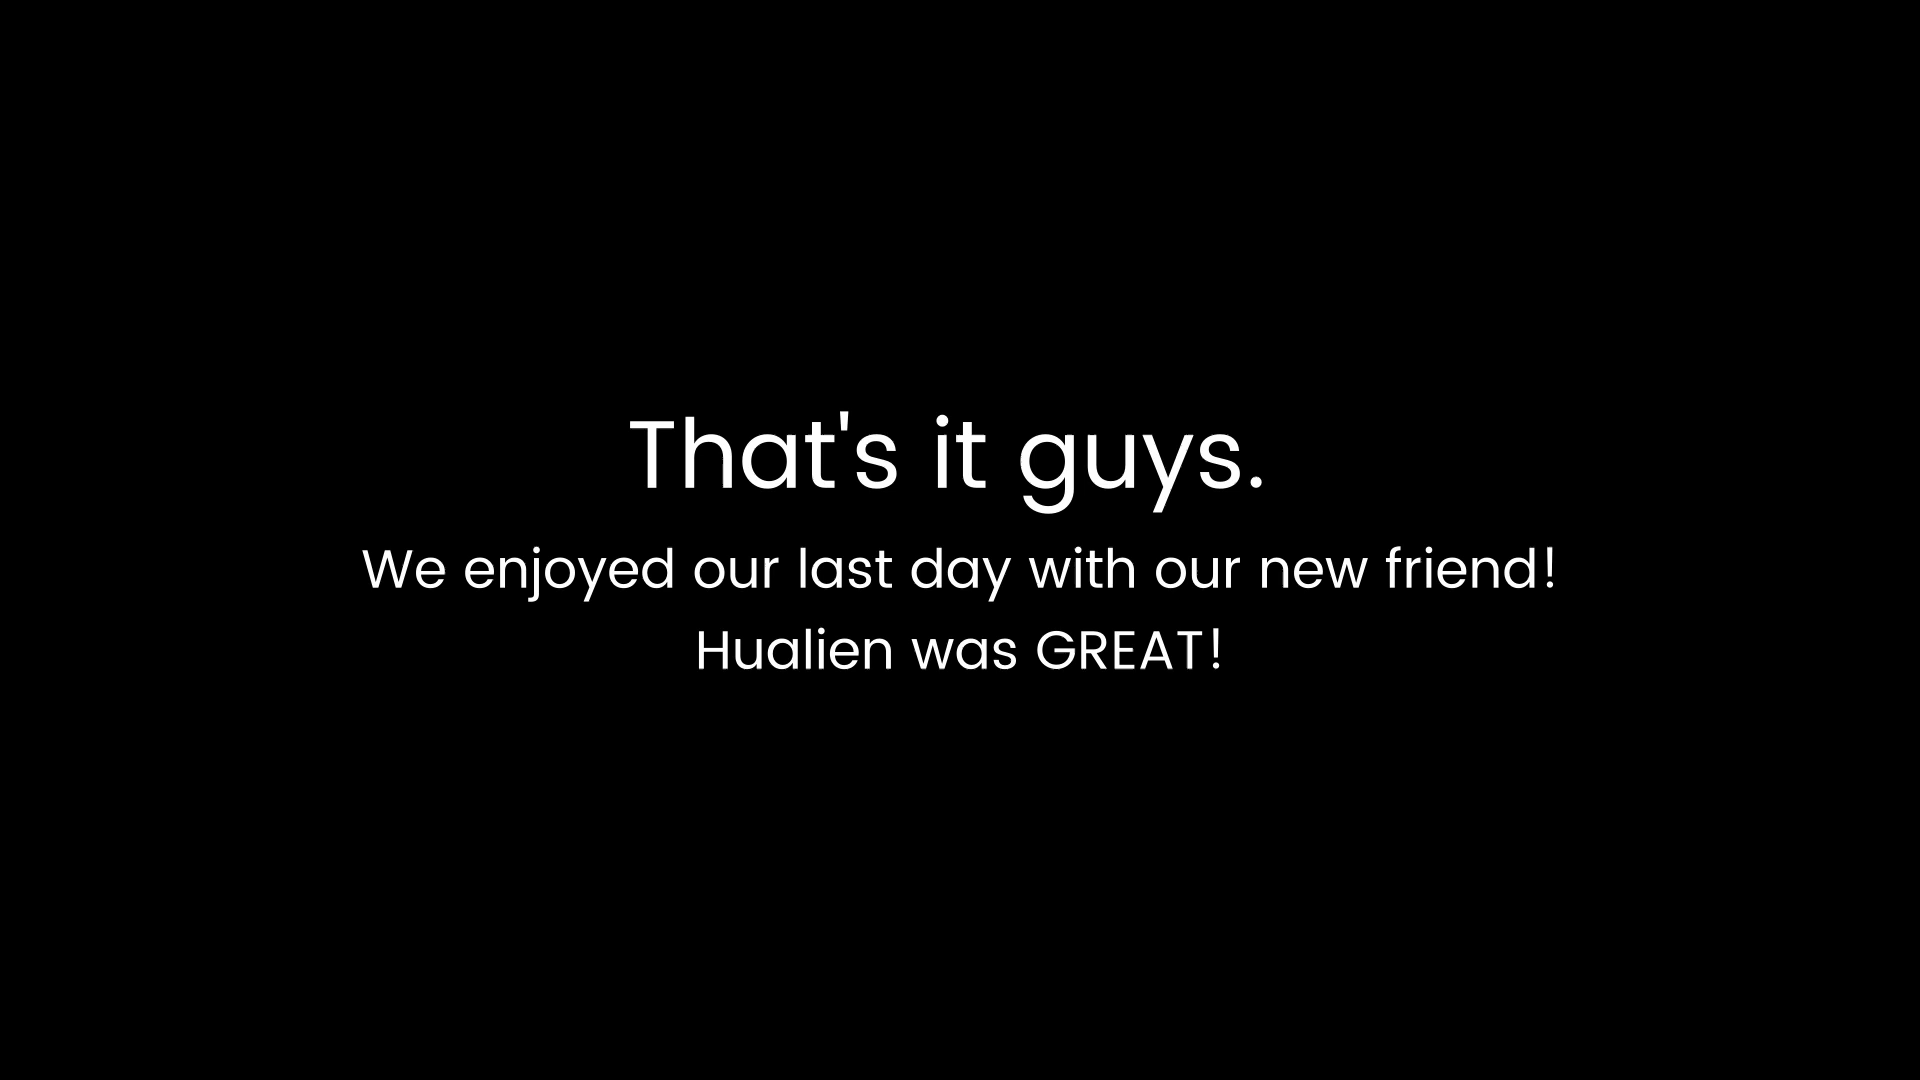 That's it guys.
We enjoyed our last day with our new friend!
Hualien was GREAT!